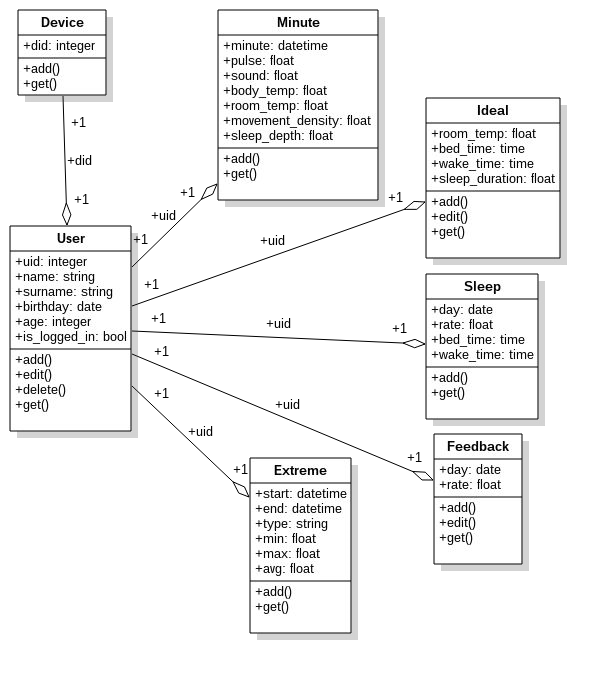 Device
+did: integer
+add()
+get()
+1
+did
+1
Minute
+minute: datetime
+pulse: float
+sound: float
+body_temp: float
+room_temp: float
+movement_density: float
+sleep_depth: float
+add()
+get()
Ideal
+room_temp: float
+bed_time: time
+wake_time: time
+sleep_duration: float
+add()
+edit()
+get()
User
+uid: integer
+name: string
+surname: string
+birthday: date
+age: integer
+is_logged_in: bool
+add()
+edit()
+delete()
+get()
+1
+uid
+1
+1
+uid
+1
+1
+uid
+1
+1
+uid
+1
+1
+uid
+1
Sleep
+day: date
+rate: float
+bed_time: time
+wake_time: time
+add()
+get()
Feedback
+day: date
+rate: float
+add()
+edit()
+get()
Extreme
+start: datetime
+end: datetime
+type: string
+min: float
+max: float
+avg: float
+add()
+get()